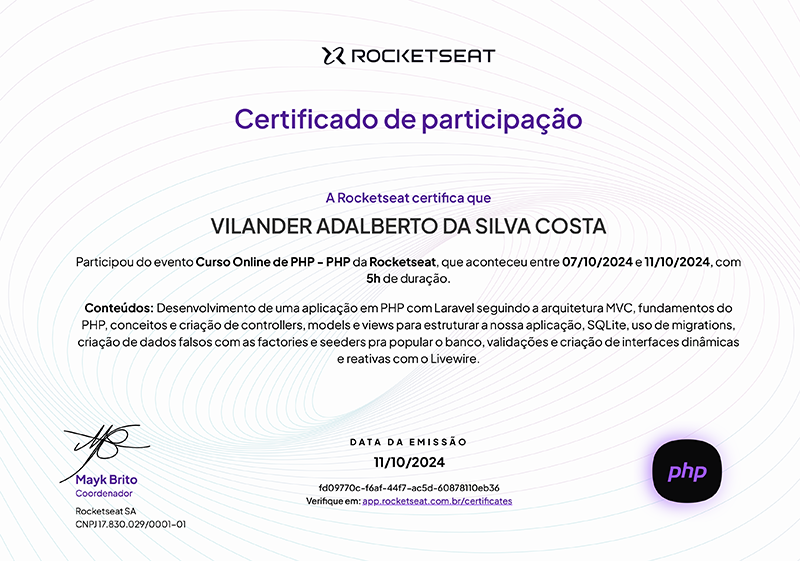 ROCKETSEAT
Certificado de participação
A Rocketseat certifica que
VILANDER ADALBERTO DA SILVA COSTA
Participou do evento Curso Online de PHP - PHP da Rocketseat, que aconteceu entre 07/10/2024 e 11/10/2024, com
5h de duração.
Conteúdos: Desenvolvimento de uma aplicação em PHP com Laravel seguindo a arquitetura MVC, fundamentos do
PHP, conceitos e criação de controllers, models e views para estruturar a nossa aplicação, SQLite, uso de migrations,
criação de dados falsos com as factories e seeders pra popular o banco, validações e criação de interfaces dinâmicas
e reativas com o Livewire.
Mayk Brito
Coordenador
Rocketseat SA
CNPJ 17.830.029/0001-01
DATA DA EMISSÃO
11/10/2024
fd09770c-f6af-44f7-ac5d-60878110eb36
Verifique em: app.rocketseat.com.br/certificates
php